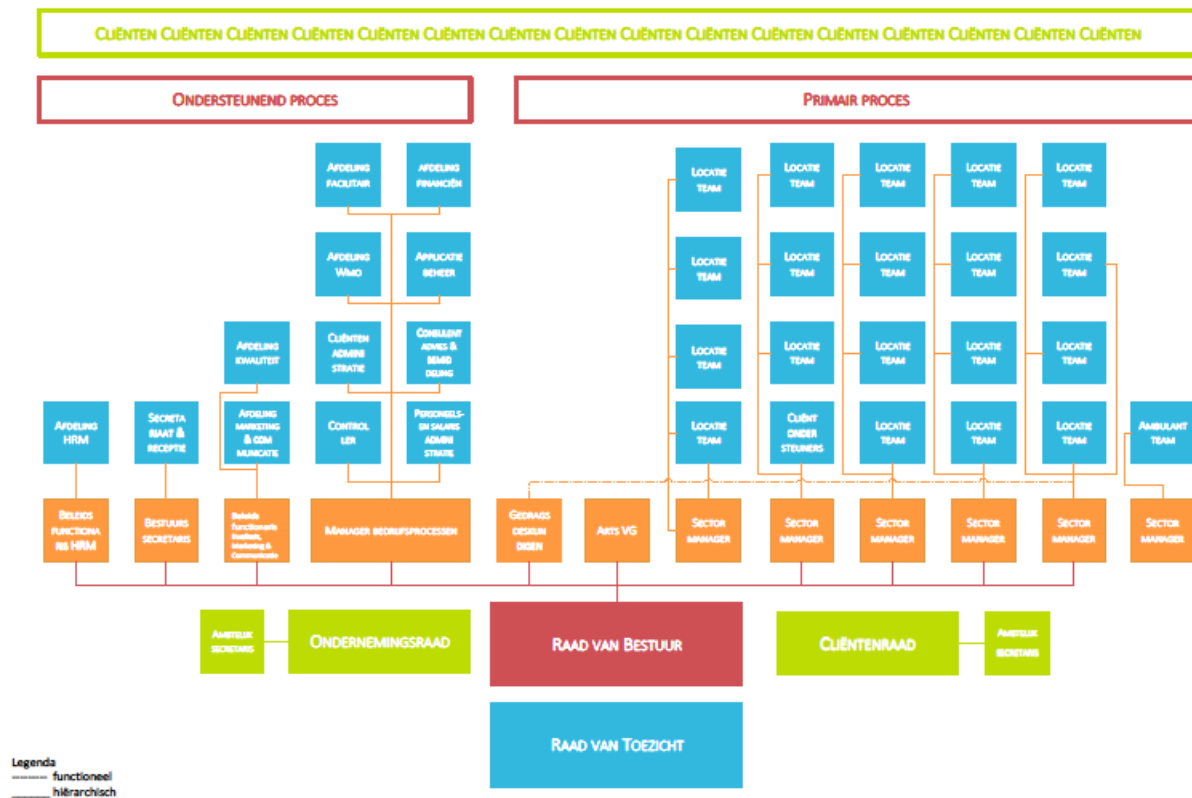 CLIËNTEN CLIËNTEN CLIËNTEN CLIËNTEN CLIËNTEN CLIËNTEN CLIËNTEN CLIËNTEN CLIËNTEN CLIËNTEN CLIËNTEN CLIËNTEN CLIËNTEN CLIËNTEN CLIËNTEN CLIËNTEN
ONDERSTEUNEND PROCES
PRIMAIR PROCES
AFDELING
FACILITAIR
AFDELING
FINANCIËN
LOCATIE
TEAM
LOCATIE
TEAM
LOCATIE
TEAM
LOCATIE
TEAM
LOCATIE
TEAM
AFDELING
WMO
APPLICATIE
BEHEER
LOCATIE
TEAM
LOCATIE
TEAM
LOCATIE
TEAM
LOCATIE
TEAM
LOCATIE
TEAM
AFDELING
KWALITEIT
CLIËNTEN
ADMINI
STRATIE
CONSULENT
ADVIES &
BEMID
DELING
LOCATIE
TEAM
LOCATIE
TEAM
LOCATIE
TEAM
LOCATIE
TEAM
LOCATIE
TEAM
AFDELING
HRM
SECRETA
RIAAT &
RECEPTIE
AFDELING
MARKETING
& COM
MUNICATIE
CONTROL
LER
PERSONEELS-
EN SALARIS
ADMINI
STRATIE
LOCATIE
TEAM
CLIËNT
ONDER
STEUNERS
LOCATIE
TEAM
LOCATIE
TEAM
LOCATIE
TEAM
AMBULANT
TEAM
BELEIDS
FUNCTIONA
RIS HRM
BESTUURS
SECRETARIS
Beleids
functionaris
Kwaliteit,
Marketing &
Communicatie
MANAGER BEDRIJFSPROCESSEN
GEDRAGS
DESKUN
DIGEN
ARTS VG
SECTOR
MANAGER
SECTOR
MANAGER
SECTOR
MANAGER
SECTOR
MANAGER
SECTOR
MANAGER
SECTOR
MANAGER
AMBTELIJK
SECRETARIS
ONDERNEMINGSRAAD
RAAD VAN BESTUUR
CLIËNTENRAAD
AMBTELIJK
SECRETARIS
RAAD VAN TOEZICHT
Legenda
--------- functioneel
_______ hiërarchisch